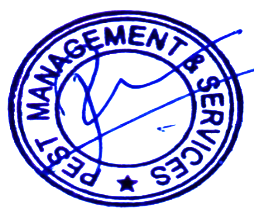 PEST MANAGEMENT & SERVICES